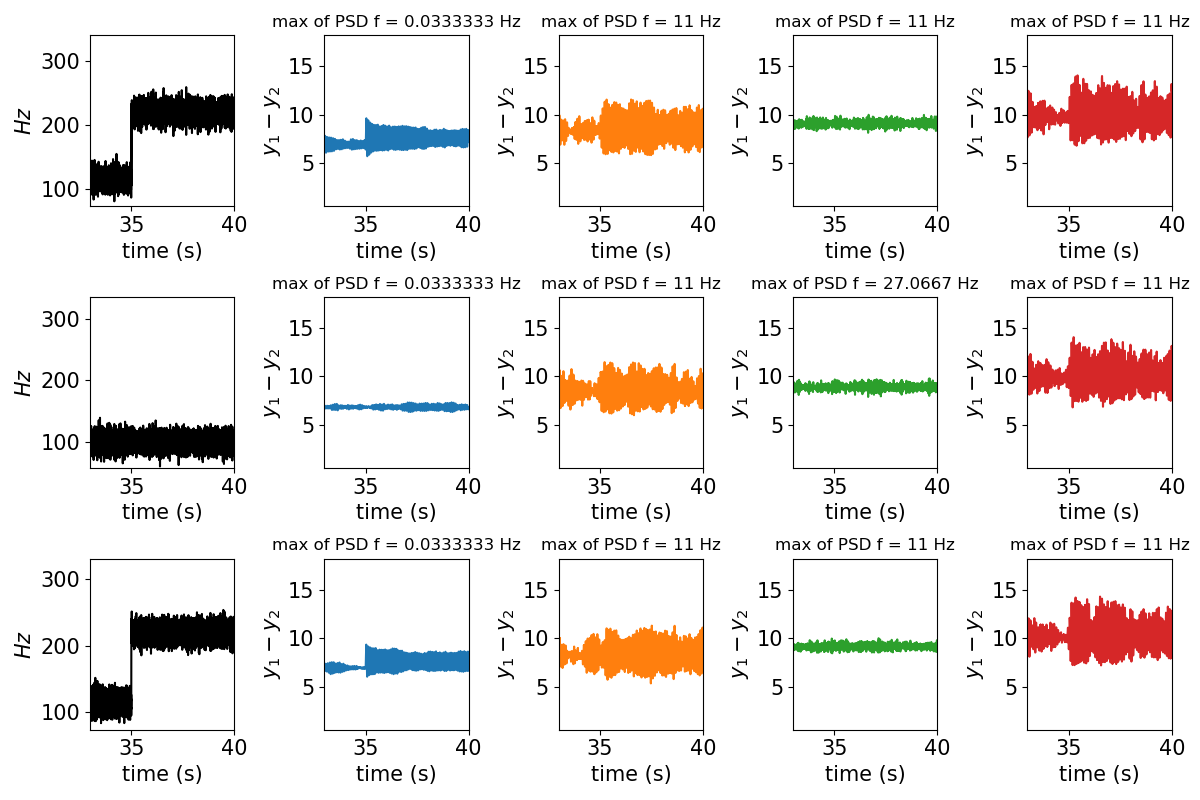 max of PSD f = 0.0333333 Hz max of PSD f = 11 Hz max of PSD f = 11 Hz max of PSD f = 11 Hz
300
200
100
Hz
35 40
time (s)
15
10
5
y₁ − y₂
35 40
time (s)
15
10
5
y₁ − y₂
35 40
time (s)
15
10
5
y₁ − y₂
35 40
time (s)
15
10
5
y₁ − y₂
35 40
time (s)
max of PSD f = 0.0333333 Hz max of PSD f = 11 Hz max of PSD f = 27.0667 Hz max of PSD f = 11 Hz
300
200
100
Hz
35 40
time (s)
15
10
5
y₁ − y₂
35 40
time (s)
15
10
5
y₁ − y₂
35 40
time (s)
15
10
5
y₁ − y₂
35 40
time (s)
15
10
5
y₁ − y₂
35 40
time (s)
max of PSD f = 0.0333333 Hz max of PSD f = 11 Hz max of PSD f = 11 Hz max of PSD f = 11 Hz
300
200
100
Hz
35 40
time (s)
15
10
5
y₁ − y₂
35 40
time (s)
15
10
5
y₁ − y₂
35 40
time (s)
15
10
5
y₁ − y₂
35 40
time (s)
15
10
5
y₁ − y₂
35 40
time (s)